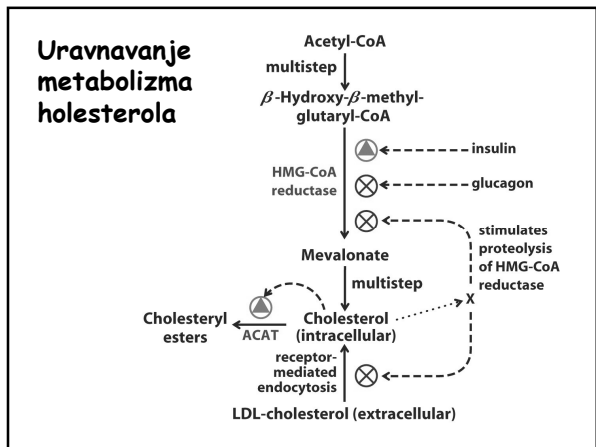 Uravnavanje
metabolizma
holesterola
Acetyl-CoA
multistep
β-Hydroxy-β-methyl-
glutaryl-CoA
insulin
HMG-CoA
reductase
glucagon
stimulates
proteolysis
of HMG-CoA
reductase
Mevalonate
multistep
X
Cholesteryl
esters
ACAT
Cholesterol
(intracellular)
receptor-
mediated
endocytosis
LDL-cholesterol (extracellular)